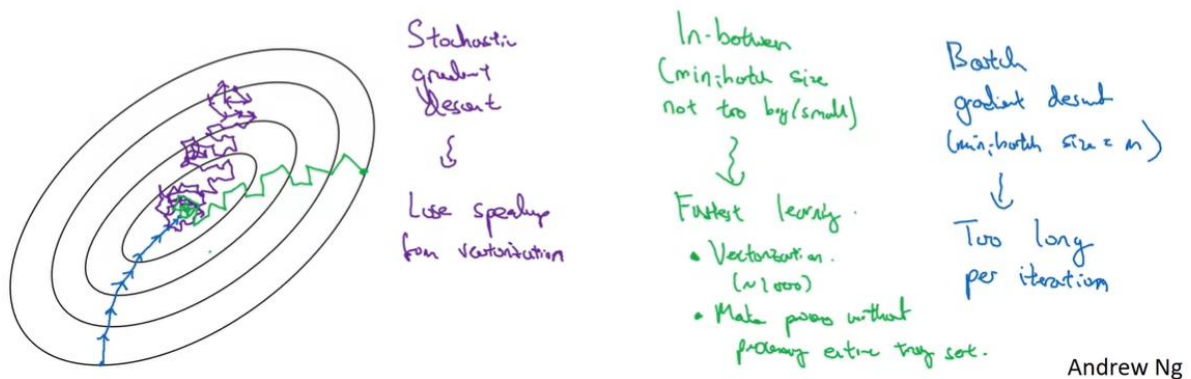 Stochastic
gradient
descent
Lose speedup
from vectorization
In-between
(mini-batch size
not too big/small)
Fastest learning.
• Vectorization.
(~1000)
• Make progress without
processing entire training set.
Batch
gradient descent
(mini-batch size = m)
Too long
per iteration
Andrew Ng